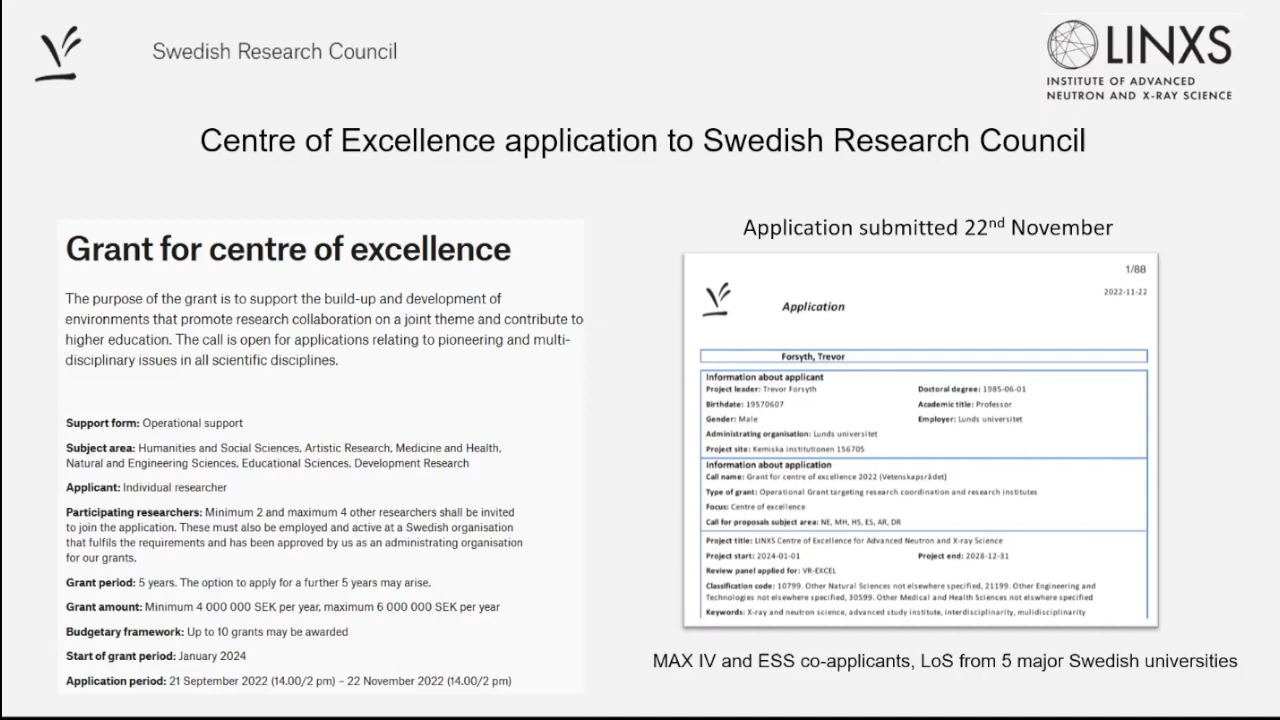 Swedish Research Council
LINXS
INSTITUTE OF ADVANCED
NEUTRON AND X-RAY SCIENCE
Centre of Excellence application to Swedish Research Council
Grant for centre of excellence
The purpose of the grant is to support the build-up and development of
environments that promote research collaboration on a joint theme and contribute to
higher education. The call is open for applications relating to pioneering and multi-
disciplinary issues in all scientific disciplines.
Support form: Operational support
Subject area: Humanities and Social Sciences, Artistic Research, Medicine and Health,
Natural and Engineering Sciences, Educational Sciences, Development Research
Applicant: Individual researcher
Participating researchers: Minimum 2 and maximum 4 other researchers shall be invited
to join the application. These must also be employed and active at a Swedish organisation
that fulfils the requirements and has been approved by us as an administrating organisation
for our grants.
Grant period: 5 years. The option to apply for a further 5 years may arise.
Grant amount: Minimum 4 000 000 SEK per year, maximum 6 000 000 SEK per year
Budgetary framework: Up to 10 grants may be awarded
Start of grant period: January 2024
Application period: 21 September 2022 (14.00/2 pm) – 22 November 2022 (14.00/2 pm)
Application submitted 22nd November
1/88
2022-11-22
Application
Forsyth, Trevor
Information about applicant
Project leader: Trevor Forsyth Doctoral degree: 1985-06-01
Birthdate: 19570607 Academic title: Professor
Gender: Male Employer: Lunds universitet
Administrating organisation: Lunds universitet
Project site: Kemiska institutionen 156705
Information about application
Call name: Grant for centre of excellence 2022 (Vetenskapsrådet)
Type of grant: Operational Grant targeting research coordination and research institutes
Focus: Centre of excellence
Call for proposals subject area: NE, MH, HS, ES, AR, DR
Project title: LINXS Centre of Excellence for Advanced Neutron and X-ray Science
Project start: 2024-01-01 Project end: 2028-12-31
Review panel applied for: VR-EXCEL
Classification code: 10799. Other Natural Sciences not elsewhere specified, 21199. Other Engineering and
Technologies not elsewhere specified, 30599. Other Medical and Health Sciences not elswhere specified
Keywords: X-ray and neutron science, advanced study institute, interdisciplinarity, mulidisciplinarity
MAX IV and ESS co-applicants, LoS from 5 major Swedish universities